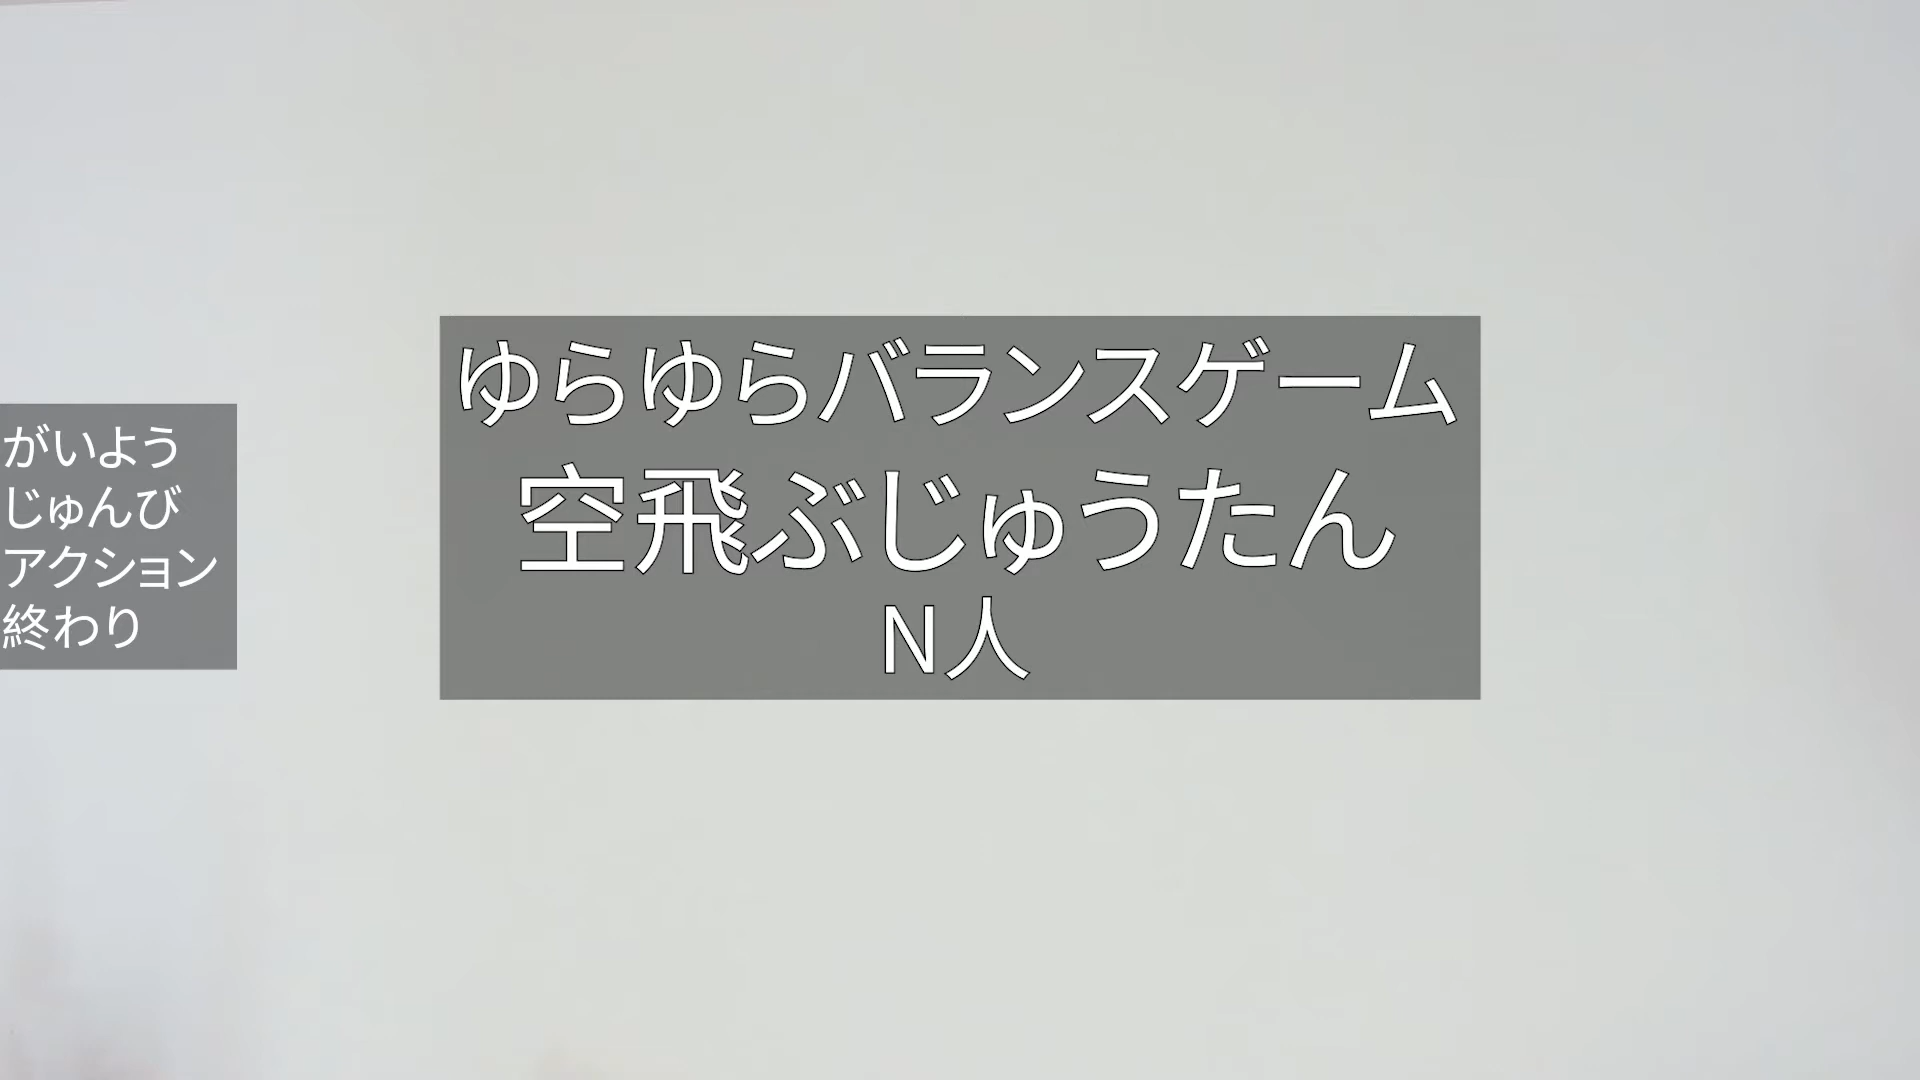 がいよう
じゅんび
アクション
終わり
ゆらゆらバランスゲーム
空飛ぶじゅうたん
N人